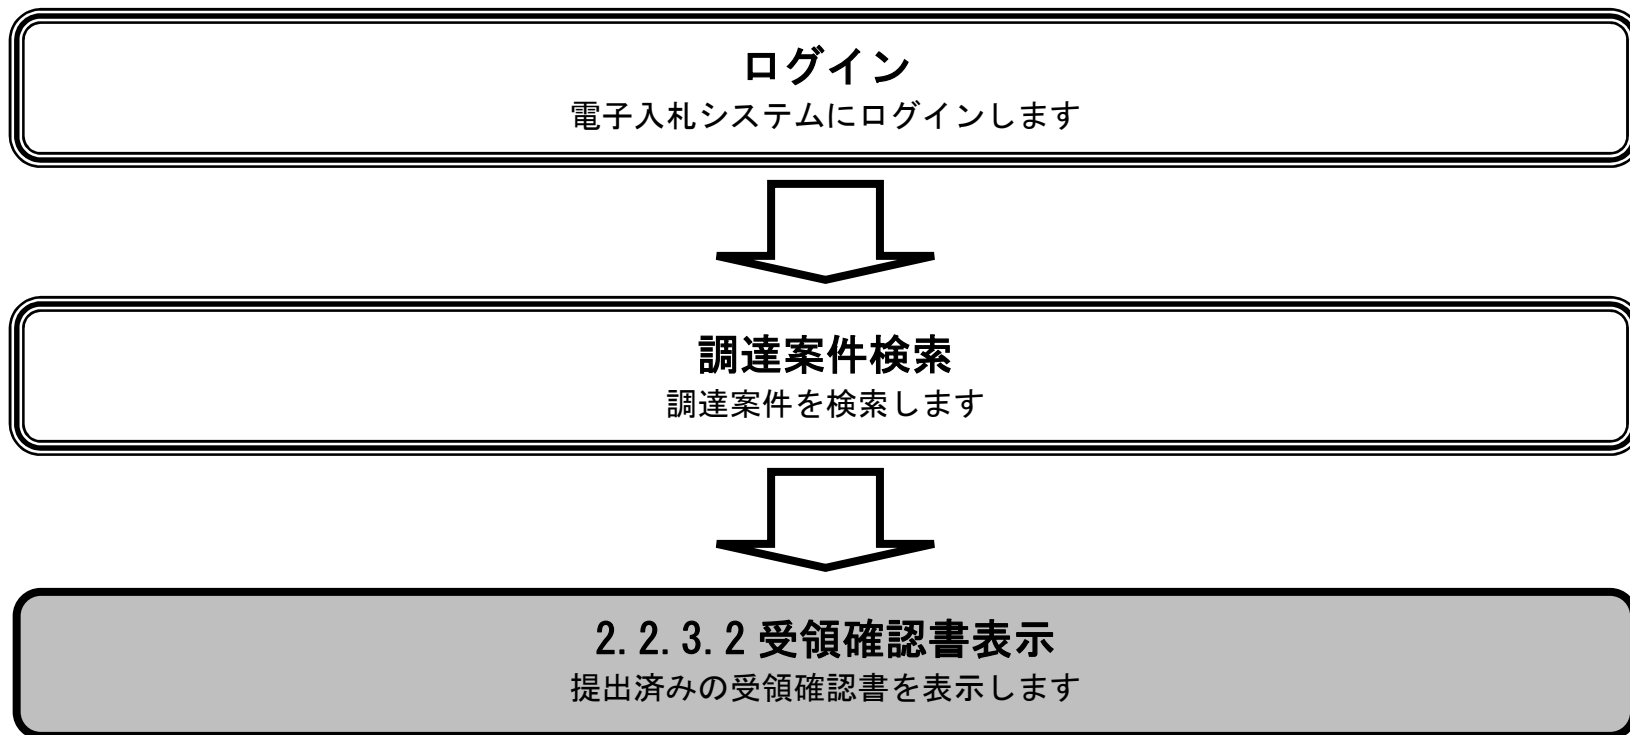 ログイン
電子入札システムにログインします
調達案件検索
調達案件を検索します
2.2.3.2 受領確認書表示
提出済みの受領確認書を表示します